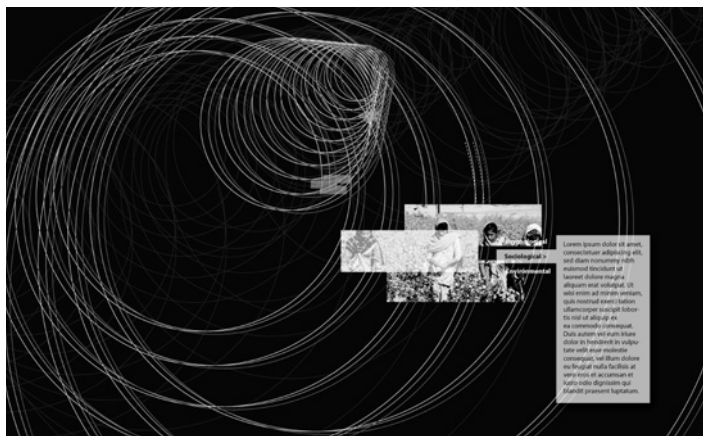 Sociological >
Environmental
Lorem ipsum dolor sit amet,
consectetuer adipiscing elit,
sed diam nonummy nibh
euismod tincidunt ut
laoreet dolore magna
aliquam erat volutpat. Ut
wisi enim ad minim veniam,
quis nostrud exerci tation
ullamcorper suscipit lobor-
tis nisl ut aliquip ex
ea commodo consequat.
Duis autem vel eum iriure
dolor in hendrerit in vulpu-
tate velit esse molestie
consequat, vel illum dolore
eu feugiat nulla facilisis at
vero eros et accumsan et
iusto odio dignissim qui
blandit praesent luptatum.